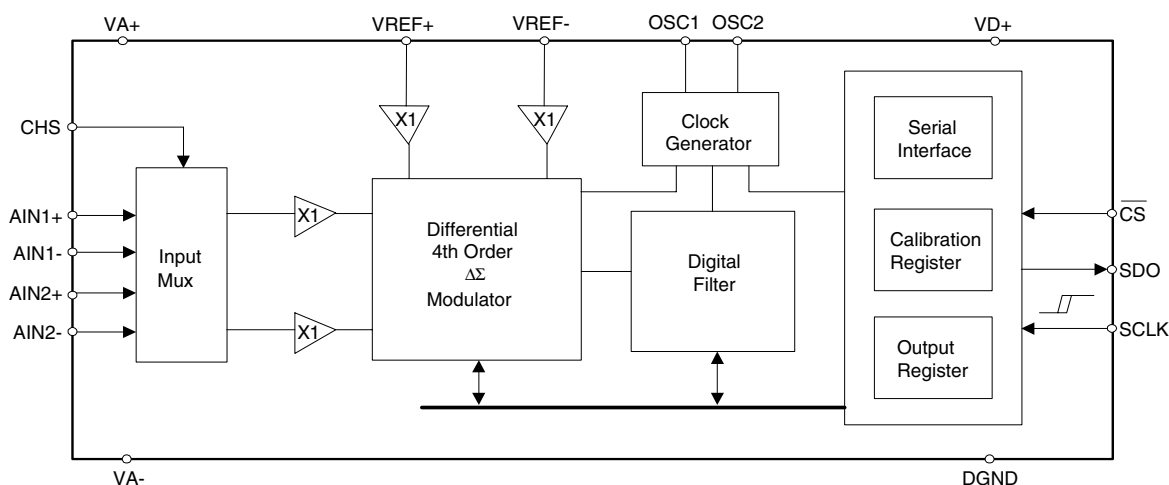 VA+
VREF+
VREF-
OSC1
OSC2
VD+
CHS
X1
X1
Clock
Generator
Serial
Interface
AIN1+
AIN1-
AIN2+
AIN2-
Input
Mux
X1
X1
Differential
4th Order
ΔΣ
Modulator
Digital
Filter
Calibration
Register
Output
Register
CS
SDO
SCLK
VA-
DGND